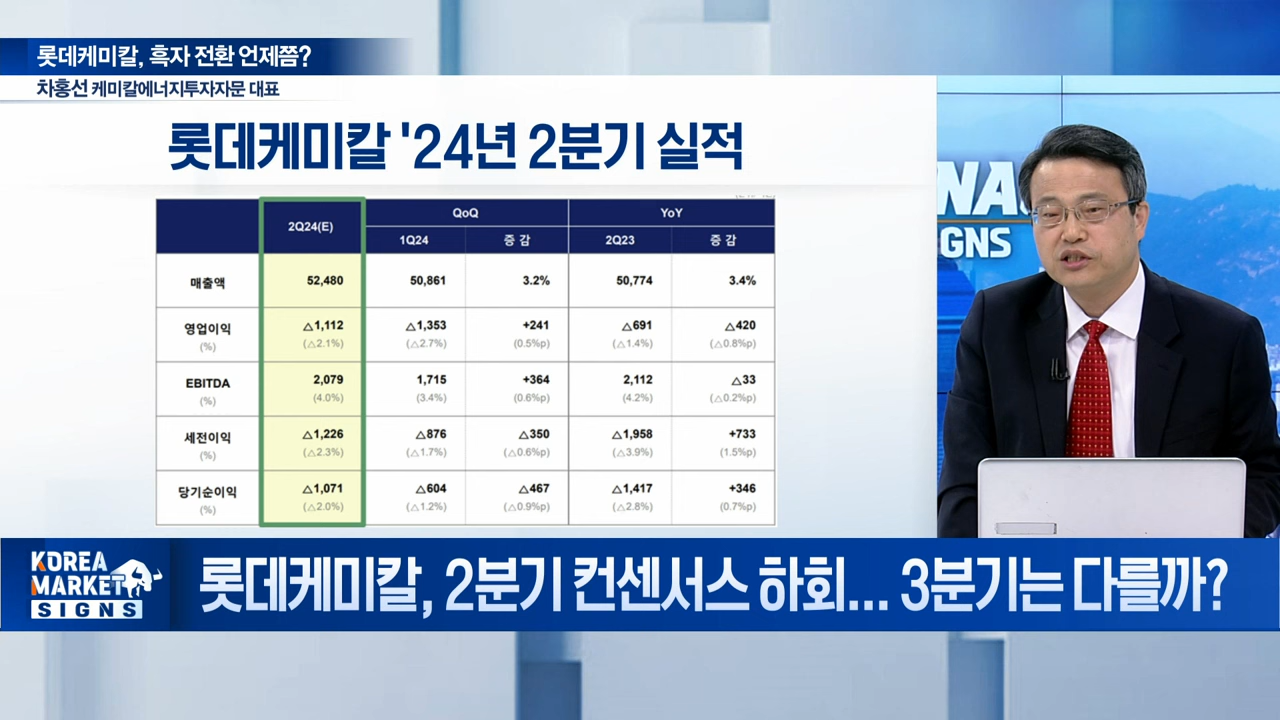 롯데케미칼, 흑자 전환 언제쯤?
차홍선 케미칼에너지투자자문 대표
롯데케미칼 '24년 2분기 실적
2Q24(E) QoQ YoY
1Q24 증 감 2Q23 증 감
매출액 52,480 50,861 3.2% 50,774 3.4%
영업이익 △1,112 △1,353 +241 △691 △420
(%) (△2.1%) (△2.7%) (0.5%p) (△1.4%) (△0.8%p)
EBITDA 2,079 1,715 +364 2,112 △33
(%) (4.0%) (3.4%) (0.6%p) (4.2%) (△0.2%p)
세전이익 △1,226 △876 △350 △1,958 +733
(%) (△2.3%) (△1.7%) (△0.6%p) (△3.9%) (1.5%p)
당기순이익 △1,071 △604 △467 △1,417 +346
(%) (△2.0%) (△1.2%) (△0.9%p) (△2.8%) (0.7%p)
GNS
KOREA
MARKET
SIGNS
롯데케미칼, 2분기 컨센서스 하회... 3분기는 다를까?